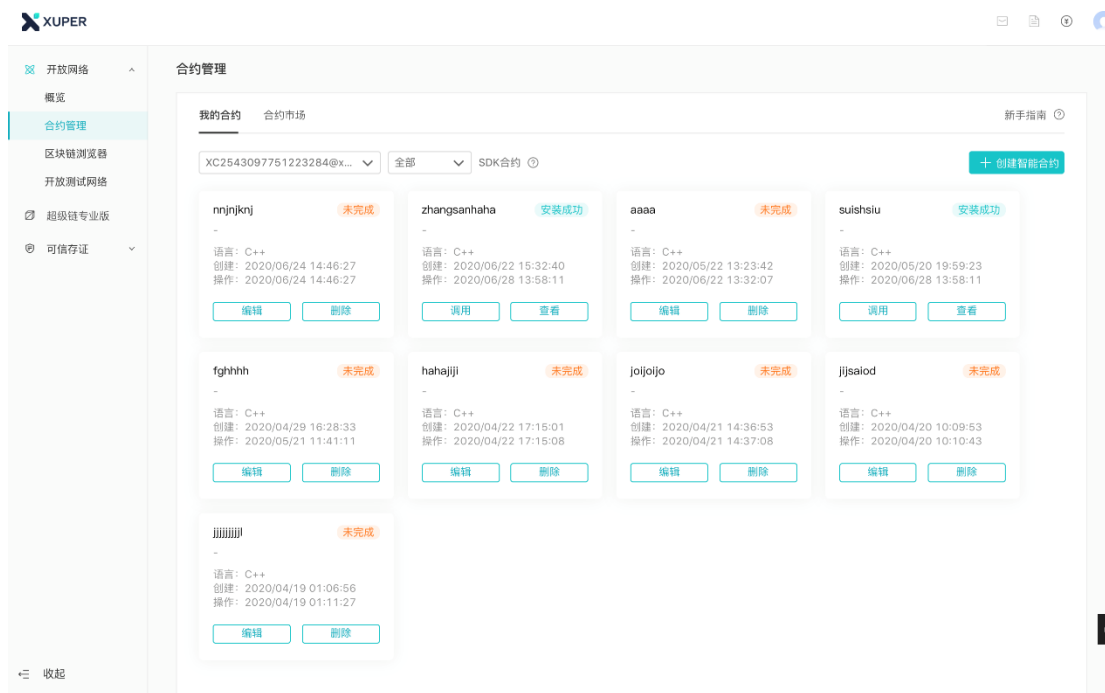 XUPER
开放网络
概览
合约管理
区块链浏览器
开放测试网络
超级链专业版
可信存证
收起
合约管理
我的合约 合约市场 新手指南
XC2543097751223284@x... 全部 SDK合约 创建智能合约
nnjnjknj 未完成
-
语言: C++
创建: 2020/06/24 14:46:27
操作: 2020/06/24 14:46:27
编辑 删除
zhangsanhaha 安装成功
-
语言: C++
创建: 2020/06/22 15:32:40
操作: 2020/06/28 13:58:11
调用 查看
aaaa 未完成
-
语言: C++
创建: 2020/05/22 13:23:42
操作: 2020/06/22 13:32:07
编辑 删除
suishsiu 安装成功
-
语言: C++
创建: 2020/05/20 19:59:23
操作: 2020/06/28 13:58:11
调用 查看
fghhhh 未完成
-
语言: C++
创建: 2020/04/29 16:28:33
操作: 2020/05/21 11:41:11
编辑 删除
hahajiji 未完成
-
语言: C++
创建: 2020/04/22 17:15:01
操作: 2020/04/22 17:15:08
编辑 删除
joijoijo 未完成
-
语言: C++
创建: 2020/04/21 14:36:53
操作: 2020/04/21 14:37:08
编辑 删除
jijsaiod 未完成
-
语言: C++
创建: 2020/04/20 10:09:53
操作: 2020/04/20 10:10:43
编辑 删除
jjjjjjjjjl 未完成
-
语言: C++
创建: 2020/04/19 01:06:56
操作: 2020/04/19 01:11:27
编辑 删除